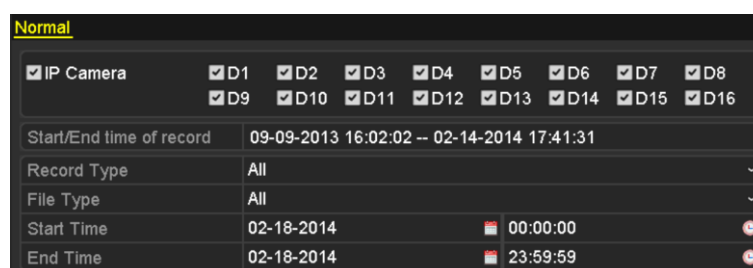 Normal
IP Camera D1 D2 D3 D4 D5 D6 D7 D8
D9 D10 D11 D12 D13 D14 D15 D16
Start/End time of record 09-09-2013 16:02:02 -- 02-14-2014 17:41:31
Record Type All
File Type All
Start Time 02-18-2014 00:00:00
End Time 02-18-2014 23:59:59